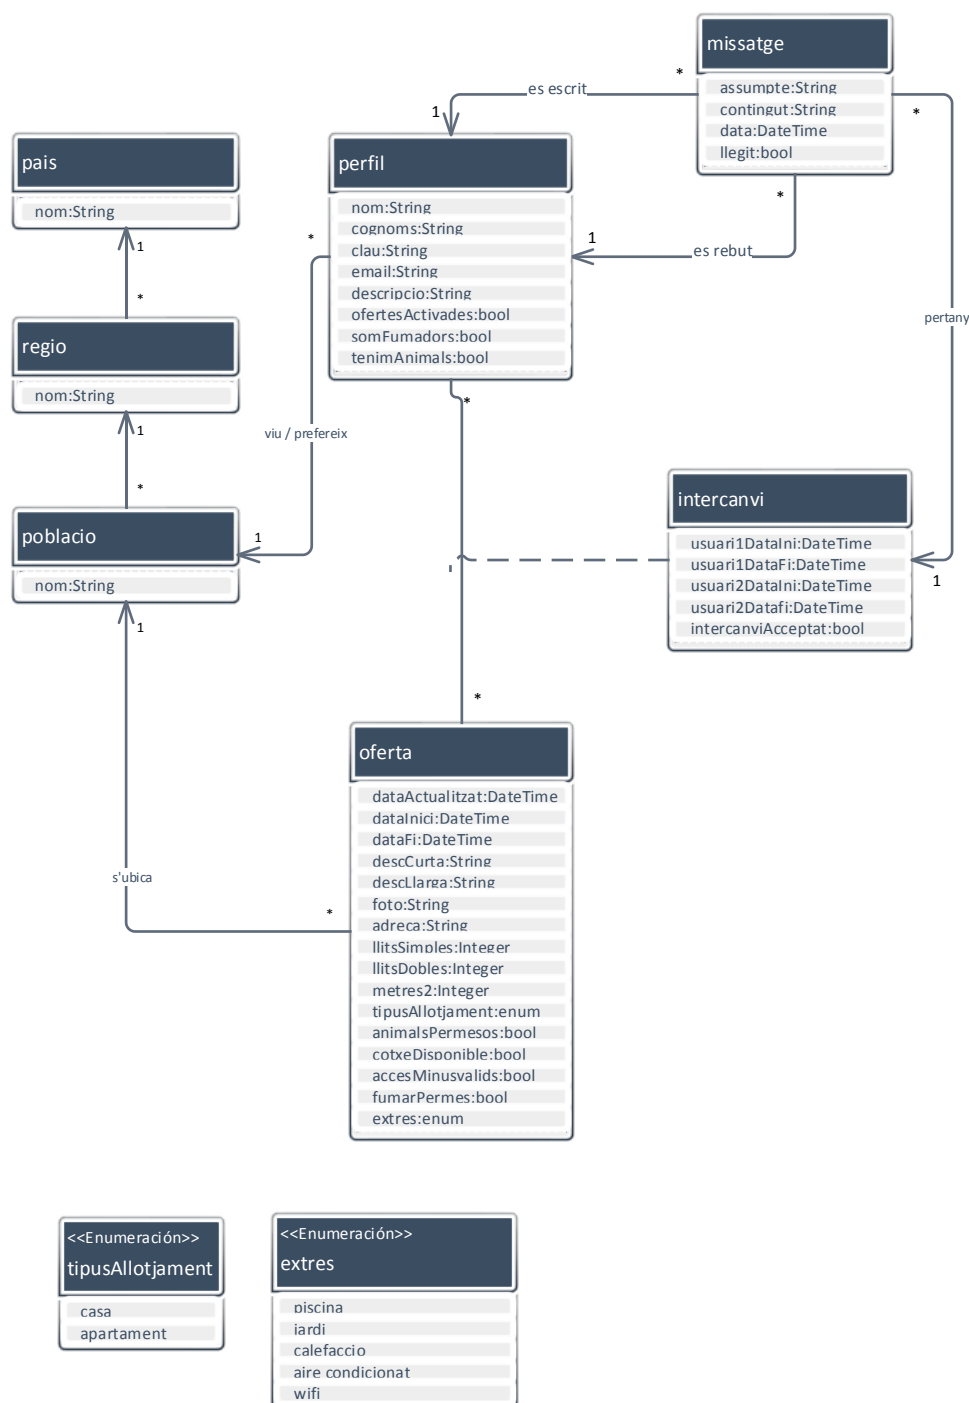 missatge
assumpte:String
contingut:String
data:DateTime
llegit:bool
*
es escrit
1
*
*
1
es rebut
pertany
pais
nom:String
1
*
regio
nom:String
1
*
poblacio
nom:String
1
perfil
nom:String
cognoms:String
clau:String
email:String
descripcio:String
ofertesActivades:bool
somFumadors:bool
tenimAnimals:bool
*
viu / prefereix
1
*
intercanvi
usuari1DataIni:DateTime
usuari1DataFi:DateTime
usuari2DataIni:DateTime
usuari2Datafi:DateTime
intercanviAcceptat:bool
1
*
oferta
dataActualitzat:DateTime
dataInici:DateTime
dataFi:DateTime
descCurta:String
descLlarga:String
foto:String
adreca:String
llitsSimples:Integer
llitsDobles:Integer
metres2:Integer
tipusAllotjament:enum
animalsPermesos:bool
cotxeDisponible:bool
accesMinusvalids:bool
fumarPermes:bool
extres:enum
s'ubica
*
<<Enumeración>>
tipusAllotjament
casa
apartament
<<Enumeración>>
extres
piscina
jardi
calefaccio
aire condicionat
wifi